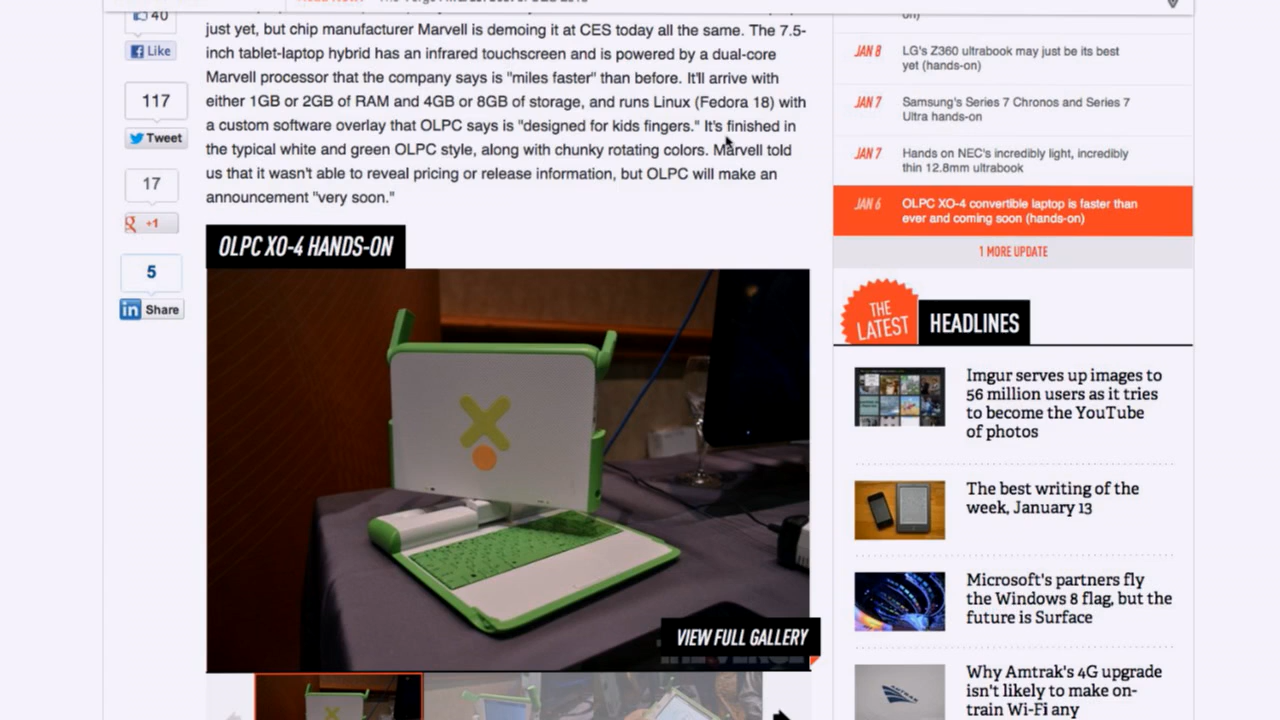 40
Like
117
Tweet
17
+1
5
in Share
just yet, but chip manufacturer Marvell is demoing it at CES today all the same. The 7.5-
inch tablet-laptop hybrid has an infrared touchscreen and is powered by a dual-core
Marvell processor that the company says is "miles faster" than before. It'll arrive with
either 1GB or 2GB of RAM and 4GB or 8GB of storage, and runs Linux (Fedora 18) with
a custom software overlay that OLPC says is "designed for kids fingers." It's finished in
the typical white and green OLPC style, along with chunky rotating colors. Marvell told
us that it wasn't able to reveal pricing or release information, but OLPC will make an
announcement "very soon."
OLPC XO-4 HANDS-ON
VIEW FULL GALLERY
on)
JAN 8
LG's Z360 ultrabook may just be its best
yet (hands-on)
JAN 7
Samsung's Series 7 Chronos and Series 7
Ultra hands-on
JAN 7
Hands on NEC's incredibly light, incredibly
thin 12.8mm ultrabook
JAN 6
OLPC XO-4 convertible laptop is faster than
ever and coming soon (hands-on)
1 MORE UPDATE
THE
LATEST
HEADLINES
Imgur serves up images to
56 million users as it tries
to become the YouTube
of photos
The best writing of the
week, January 13
Microsoft's partners fly
the Windows 8 flag, but the
future is Surface
Why Amtrak's 4G upgrade
isn't likely to make on-
train Wi-Fi any